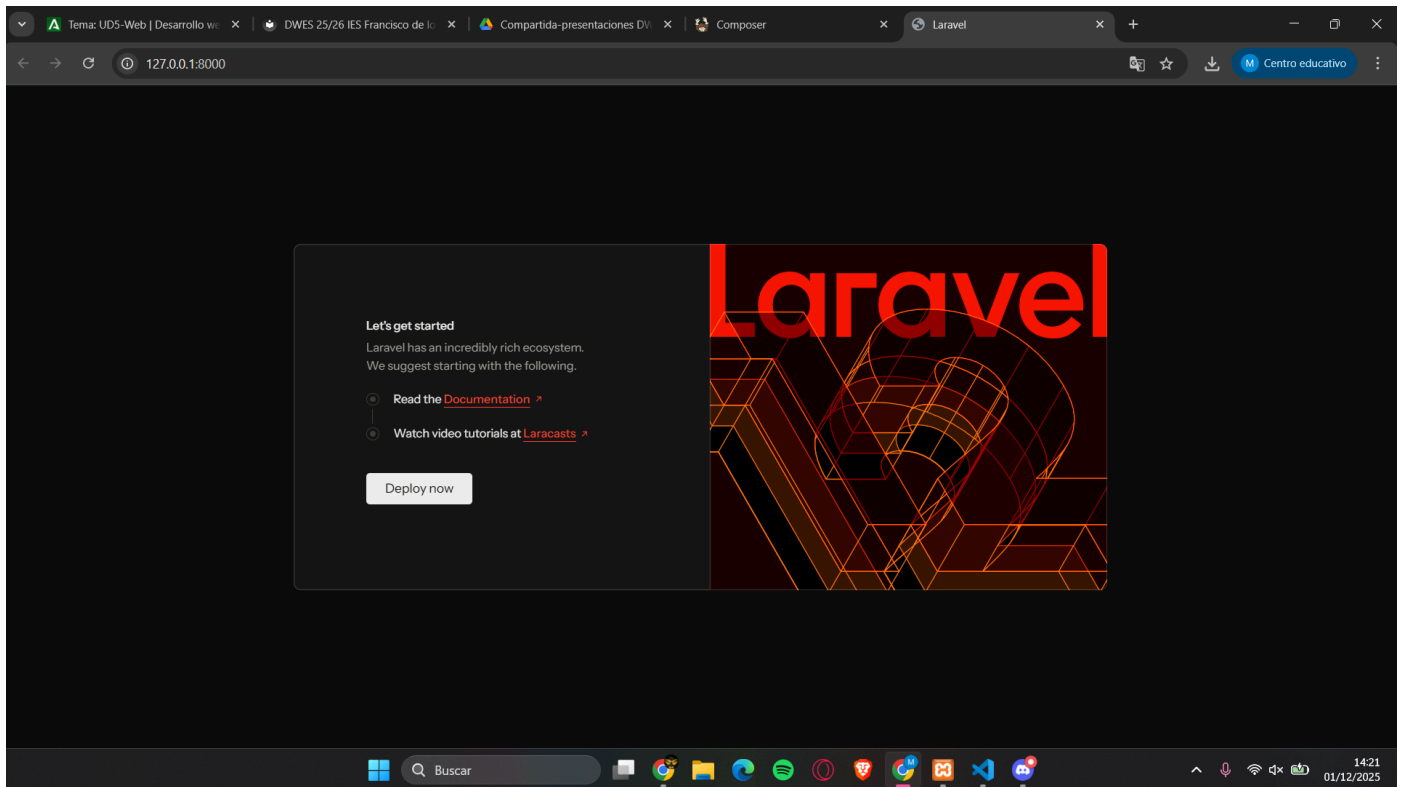 Tema: UD5-Web | Desarrollo we
DWES 25/26 IES Francisco de lo
Compartida-presentaciones DW
Composer
Laravel
127.0.0.1:8000
M
Centro educativo
Laravel
Let's get started
Laravel has an incredibly rich ecosystem.
We suggest starting with the following.
Read the Documentation
Watch video tutorials at Laracasts
Deploy now
Buscar
14:21
01/12/2025